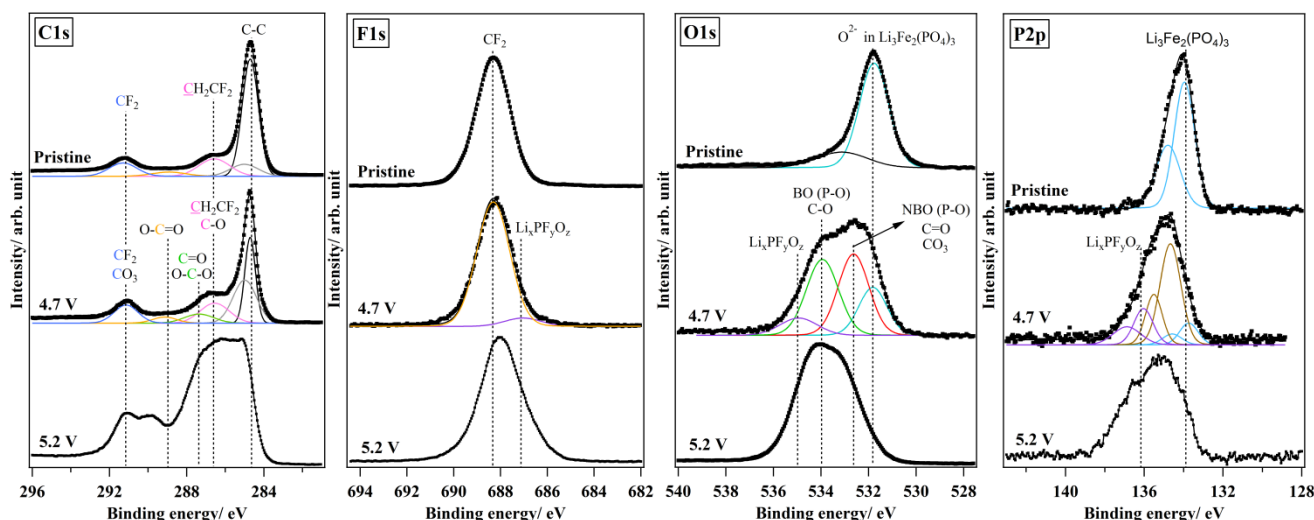 C1s
C-C
CH₂CF₂
CF₂
Pristine
CH₂CF₂
C-O
O-C=O
CF₂
CO₃
C=O
O-C-O
4.7 V
5.2 V
Intensity/ arb. unit
296 292 288 284
Binding energy/ eV
F1s
CF₂
Pristine
LiₓPFᵧO_z
4.7 V
5.2 V
Intensity/ arb. unit
694 692 690 688 686 684 682
Binding energy/ eV
O1s
O²⁻ in Li₃Fe₂(PO₄)₃
Pristine
BO (P-O)
C-O
NBO (P-O)
C=O
CO₃
LiₓPFᵧO_z
4.7 V
5.2 V
Intensity/ arb. unit
540 538 536 534 532 530 528
Binding energy/ eV
P2p
Li₃Fe₂(PO₄)₃
Pristine
LiₓPFᵧO_z
4.7 V
5.2 V
Intensity/ arb. unit
140 136 132 128
Binding energy/ eV